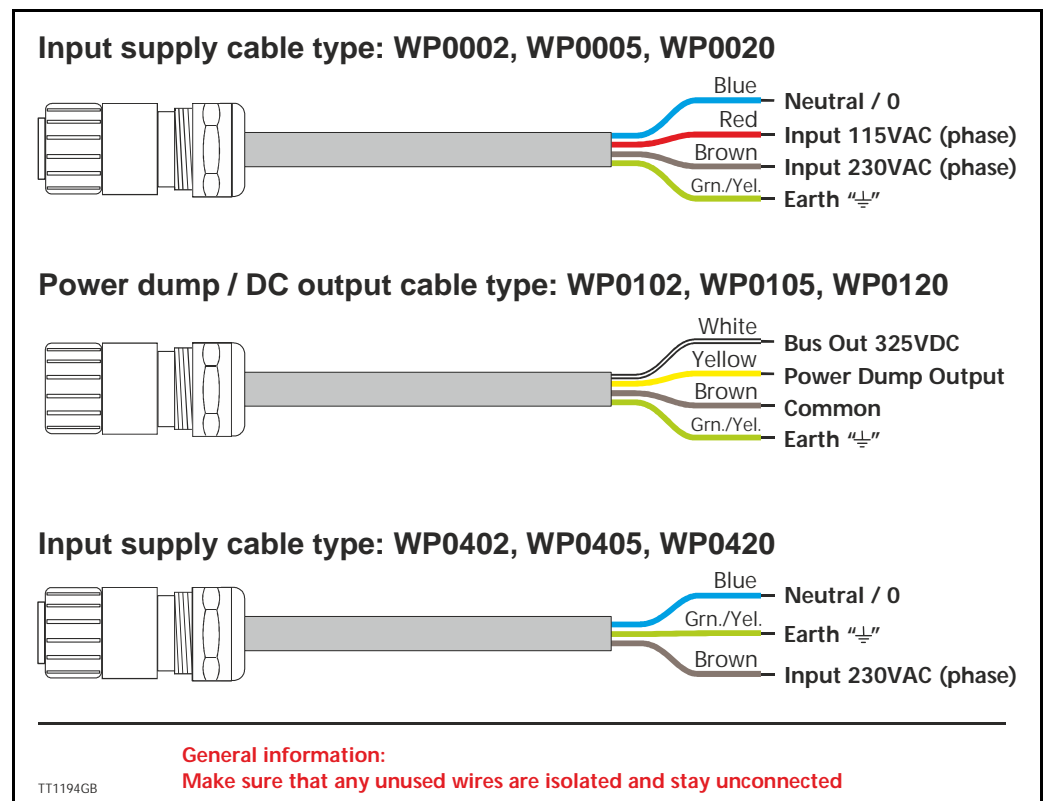 Input supply cable type: WP0002, WP0005, WP0020
Blue
Neutral / 0
Red
Input 115VAC (phase)
Brown
Input 230VAC (phase)
Grn./Yel.
Earth “⏚”
Power dump / DC output cable type: WP0102, WP0105, WP0120
White
Bus Out 325VDC
Yellow
Power Dump Output
Brown
Common
Grn./Yel.
Earth “⏚”
Input supply cable type: WP0402, WP0405, WP0420
Blue
Neutral / 0
Grn./Yel.
Earth “⏚”
Brown
Input 230VAC (phase)
General information:
Make sure that any unused wires are isolated and stay unconnected
TT1194GB